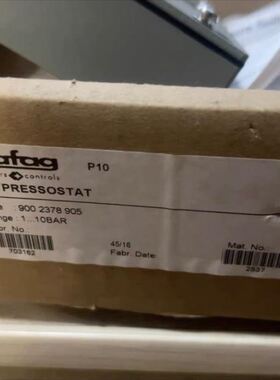 afag P10
controls
PRESSOSTAT
900 2378 905
1...10BAR
703162 45/16 2837
Fabr. Date: Mat. No.